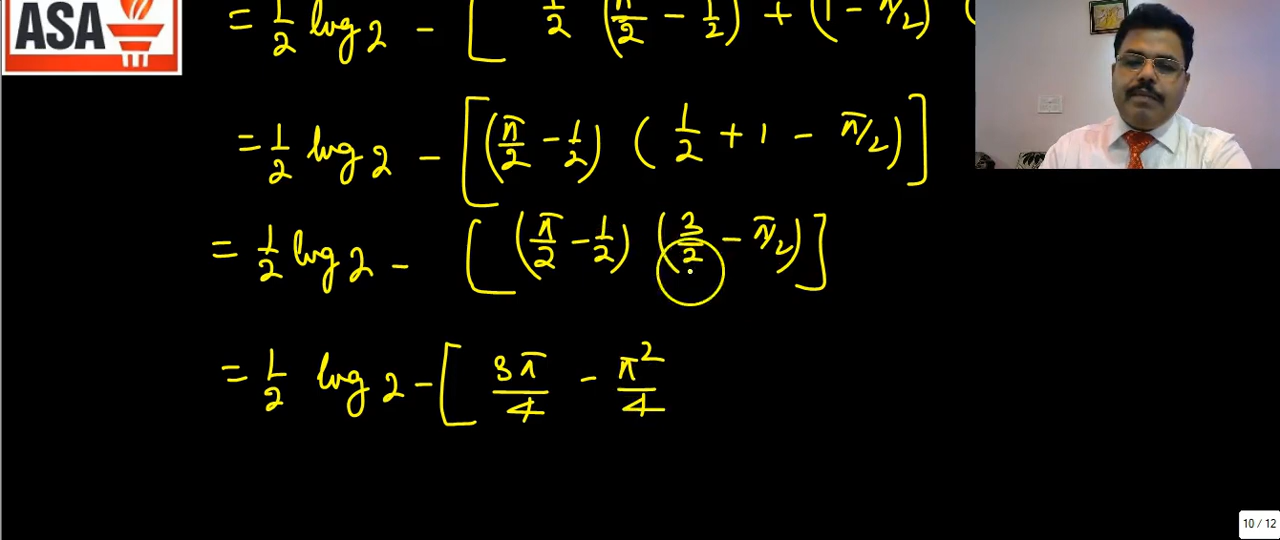 ASA
= 1/2 log 2 - [ 1/2 (π/2 - 1/2) + (1 - π/2) (
= 1/2 log 2 - [(π/2 - 1/2) (1/2 + 1 - π/2)]
= 1/2 log 2 - [(π/2 - 1/2) (3/2 - π/2)]
= 1/2 log 2 - [ 3π/4 - π²/4
10 / 12